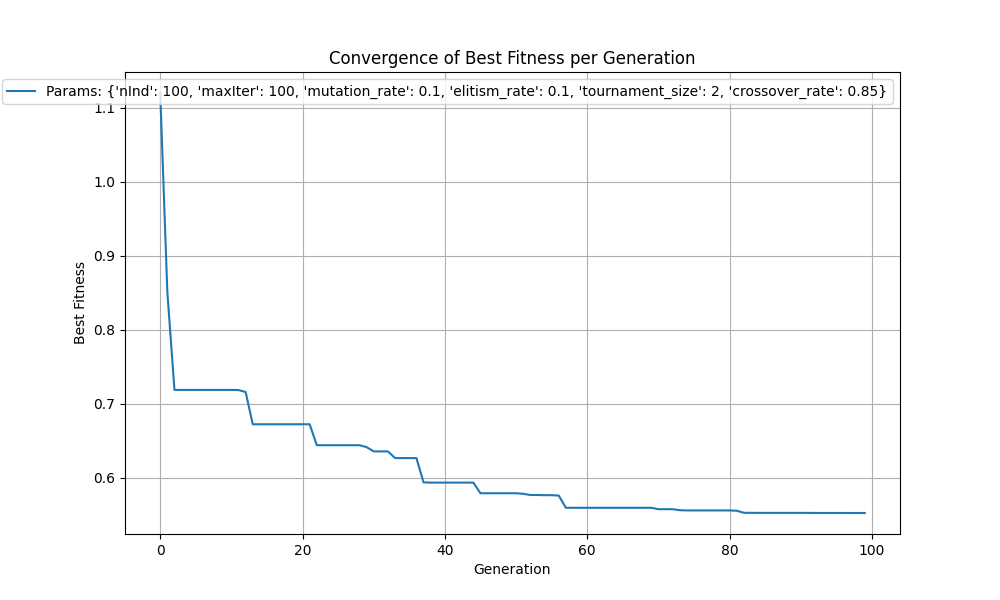 Convergence of Best Fitness per Generation
Params: {'nInd': 100, 'maxIter': 100, 'mutation_rate': 0.1, 'elitism_rate': 0.1, 'tournament_size': 2, 'crossover_rate': 0.85}
1.1
1.0
0.9
0.8
0.7
0.6
Best Fitness
0 20 40 60 80 100
Generation